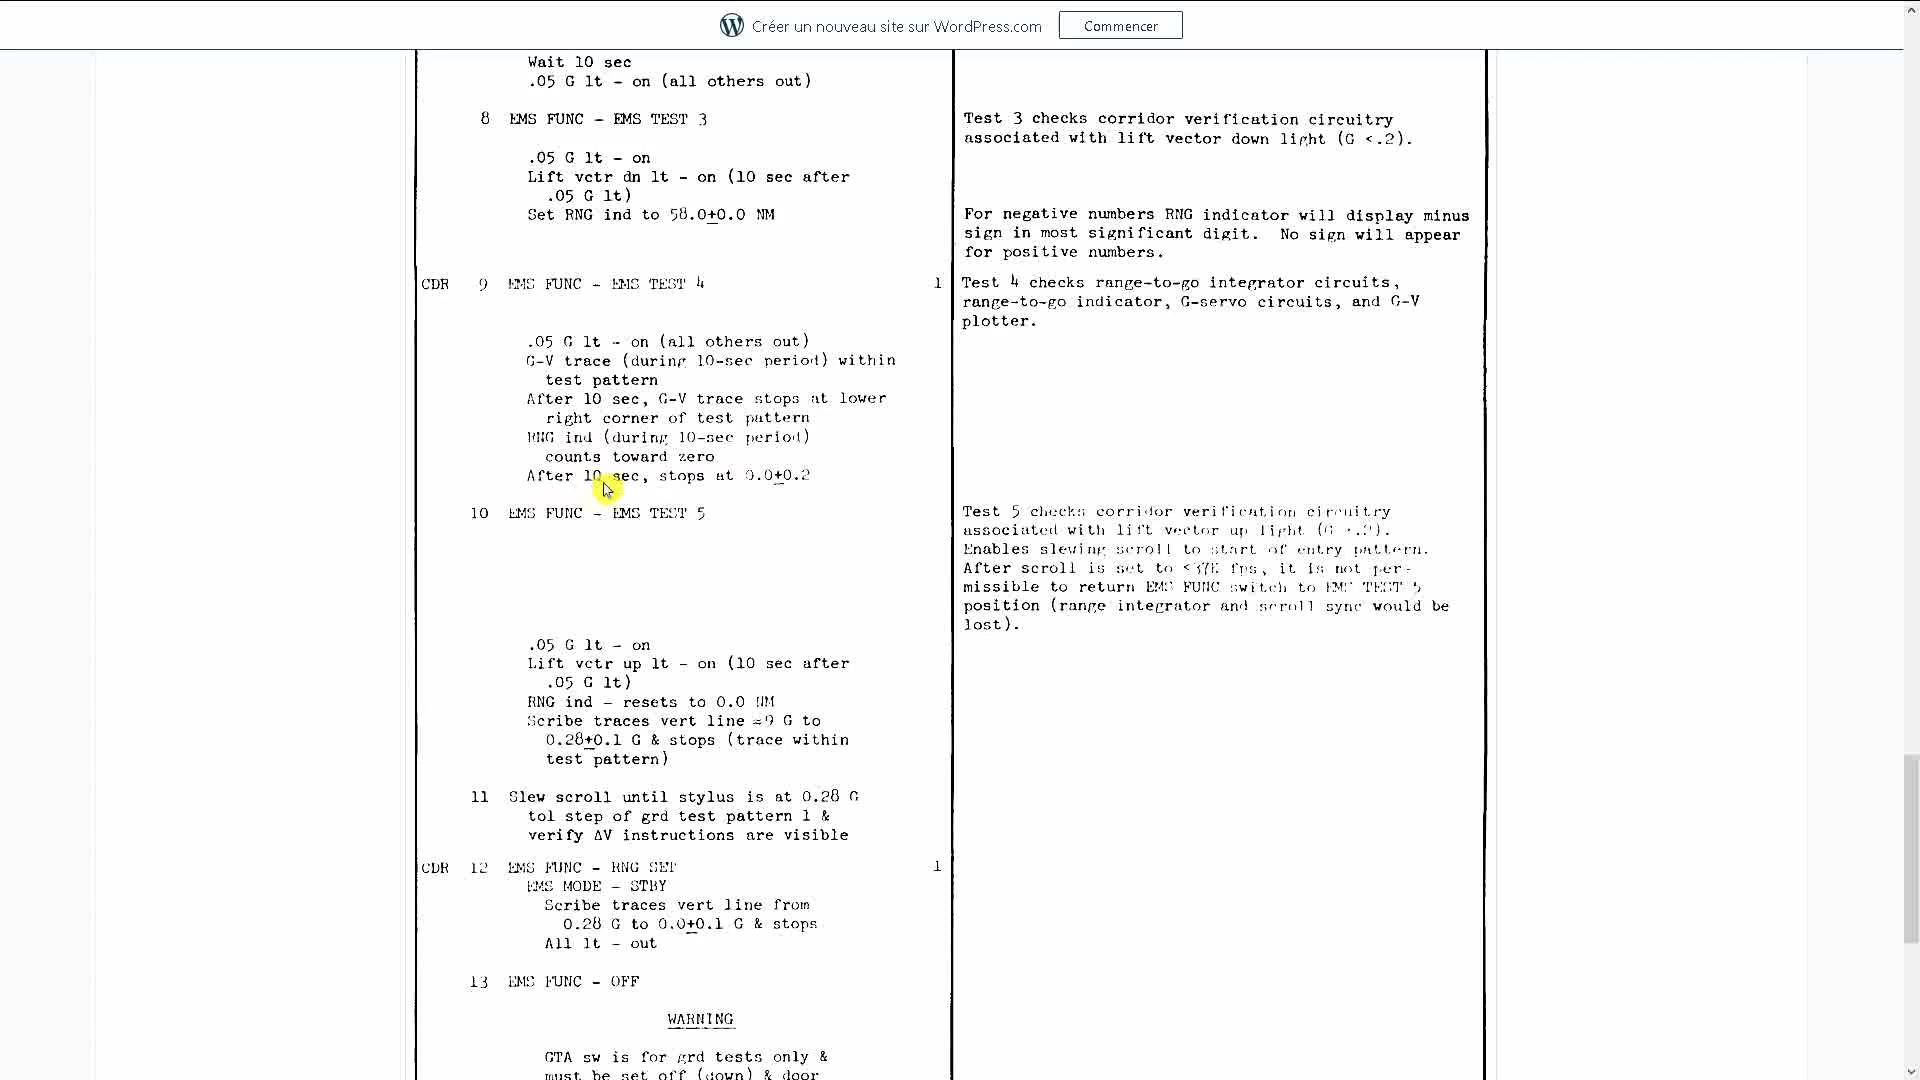 Créer un nouveau site sur WordPress.com
Commencer
Wait 10 sec
.05 G lt - on (all others out)
8 EMS FUNC - EMS TEST 3
Test 3 checks corridor verification circuitry
associated with lift vector down light (G <.2).
.05 G lt - on
Lift vctr dn lt - on (10 sec after
.05 G lt)
Set RNG ind to 58.0±0.0 NM
For negative numbers RNG indicator will display minus
sign in most significant digit. No sign will appear
for positive numbers.
CDR 9 EMS FUNC - EMS TEST 4 1
Test 4 checks range-to-go integrator circuits,
range-to-go indicator, G-servo circuits, and G-V
plotter.
.05 G lt - on (all others out)
G-V trace (during 10-sec period) within
test pattern
After 10 sec, G-V trace stops at lower
right corner of test pattern
RNG ind (during 10-sec period)
counts toward zero
After 10 sec, stops at 0.0±0.2
10 EMS FUNC - EMS TEST 5
Test 5 checks corridor verification circuitry
associated with lift vector up light (G .2).
Enables slewing scroll to start of entry pattern.
After scroll is set to <37K fps, it is not per-
missible to return EMS FUNC switch to EMS TEST 5
position (range integrator and scroll sync would be
lost).
.05 G lt - on
Lift vctr up lt - on (10 sec after
.05 G lt)
RNG ind - resets to 0.0 NM
Scribe traces vert line ≈9 G to
0.28±0.1 G & stops (trace within
test pattern)
11 Slew scroll until stylus is at 0.28 G
tol step of grd test pattern 1 &
verify ΔV instructions are visible
CDR 12 EMS FUNC - RNG SET 1
EMS MODE - STBY
Scribe traces vert line from
0.28 G to 0.0±0.1 G & stops
All lt - out
13 EMS FUNC - OFF
WARNING
GTA sw is for grd tests only &
must be set off (down) & door